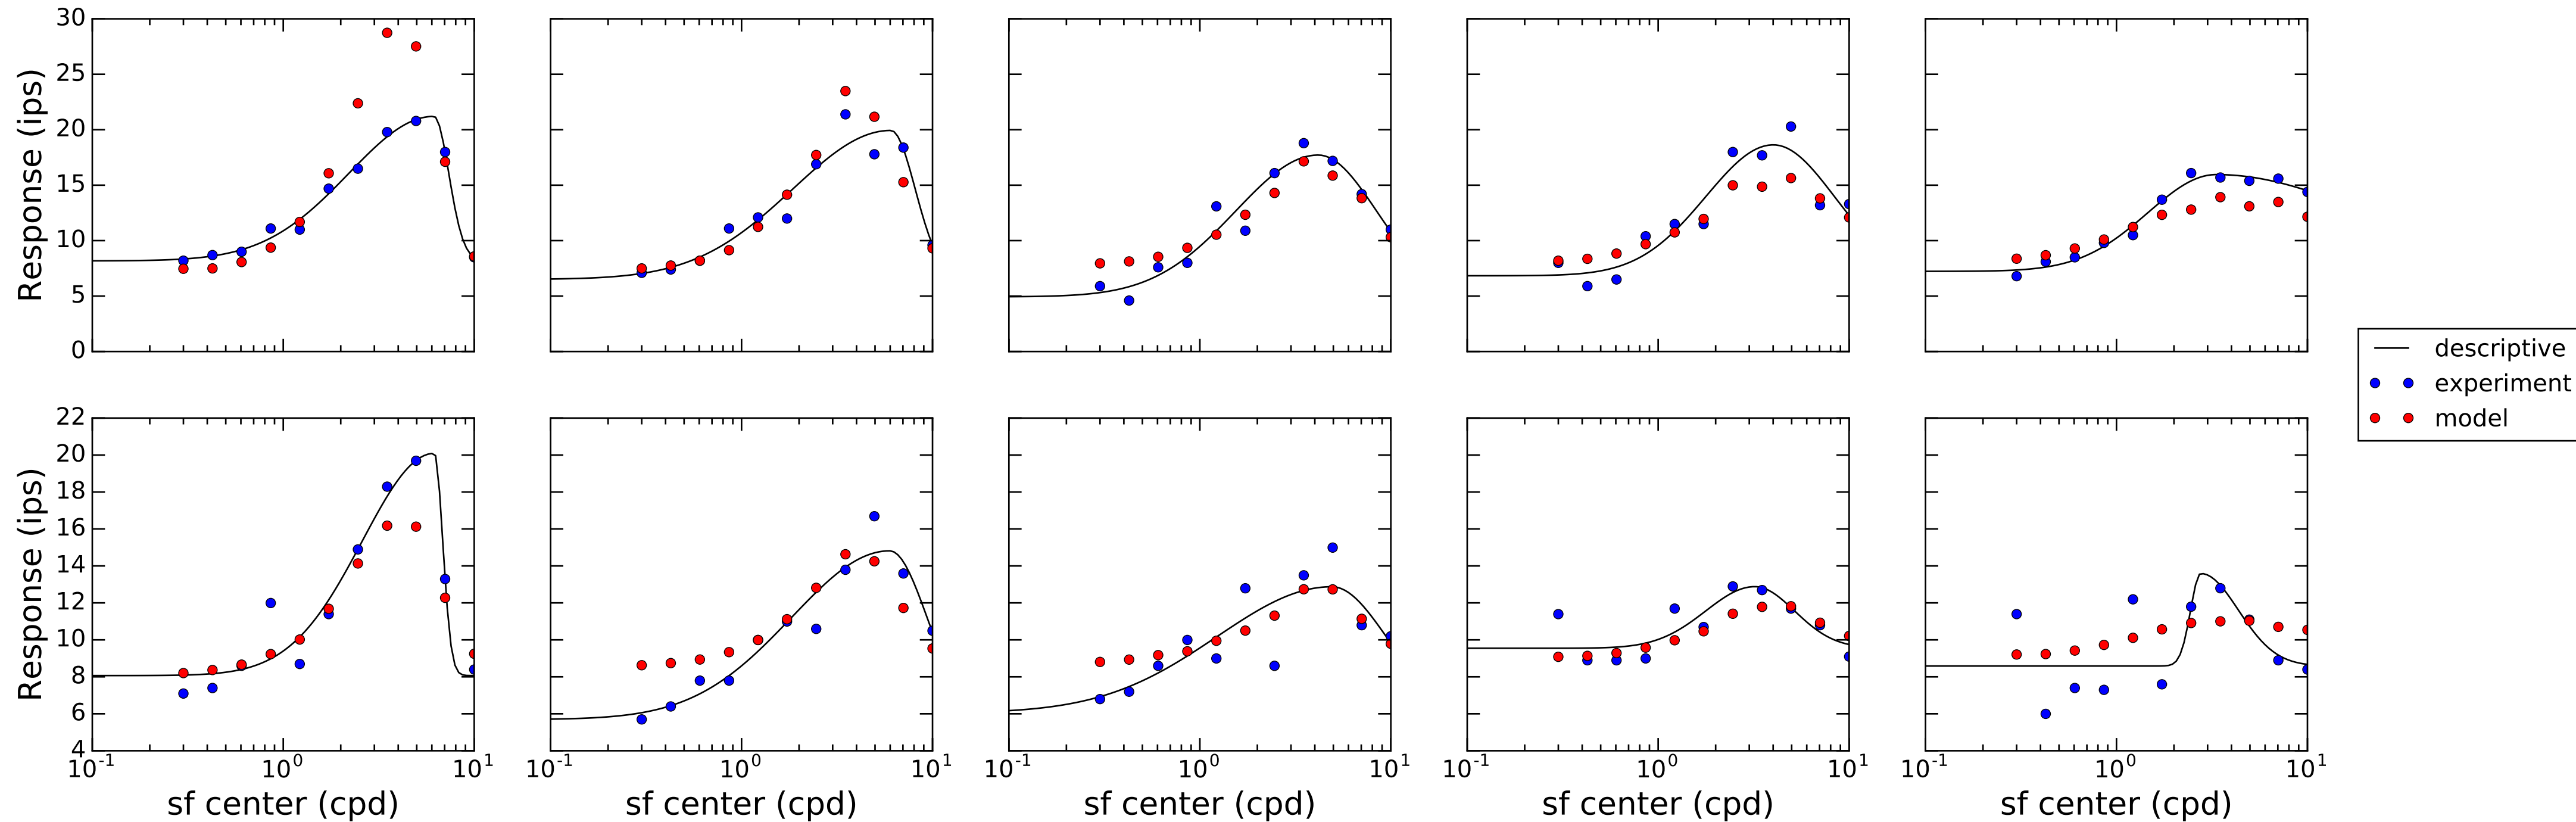 30
25
20
15
10
5
0
Response (ips)
descriptive
experiment
model
22
20
18
16
14
12
10
8
6
4
Response (ips)
10^-1 10^0 10^1
10^-1 10^0 10^1
10^-1 10^0 10^1
10^-1 10^0 10^1
10^-1 10^0 10^1
sf center (cpd)
sf center (cpd)
sf center (cpd)
sf center (cpd)
sf center (cpd)